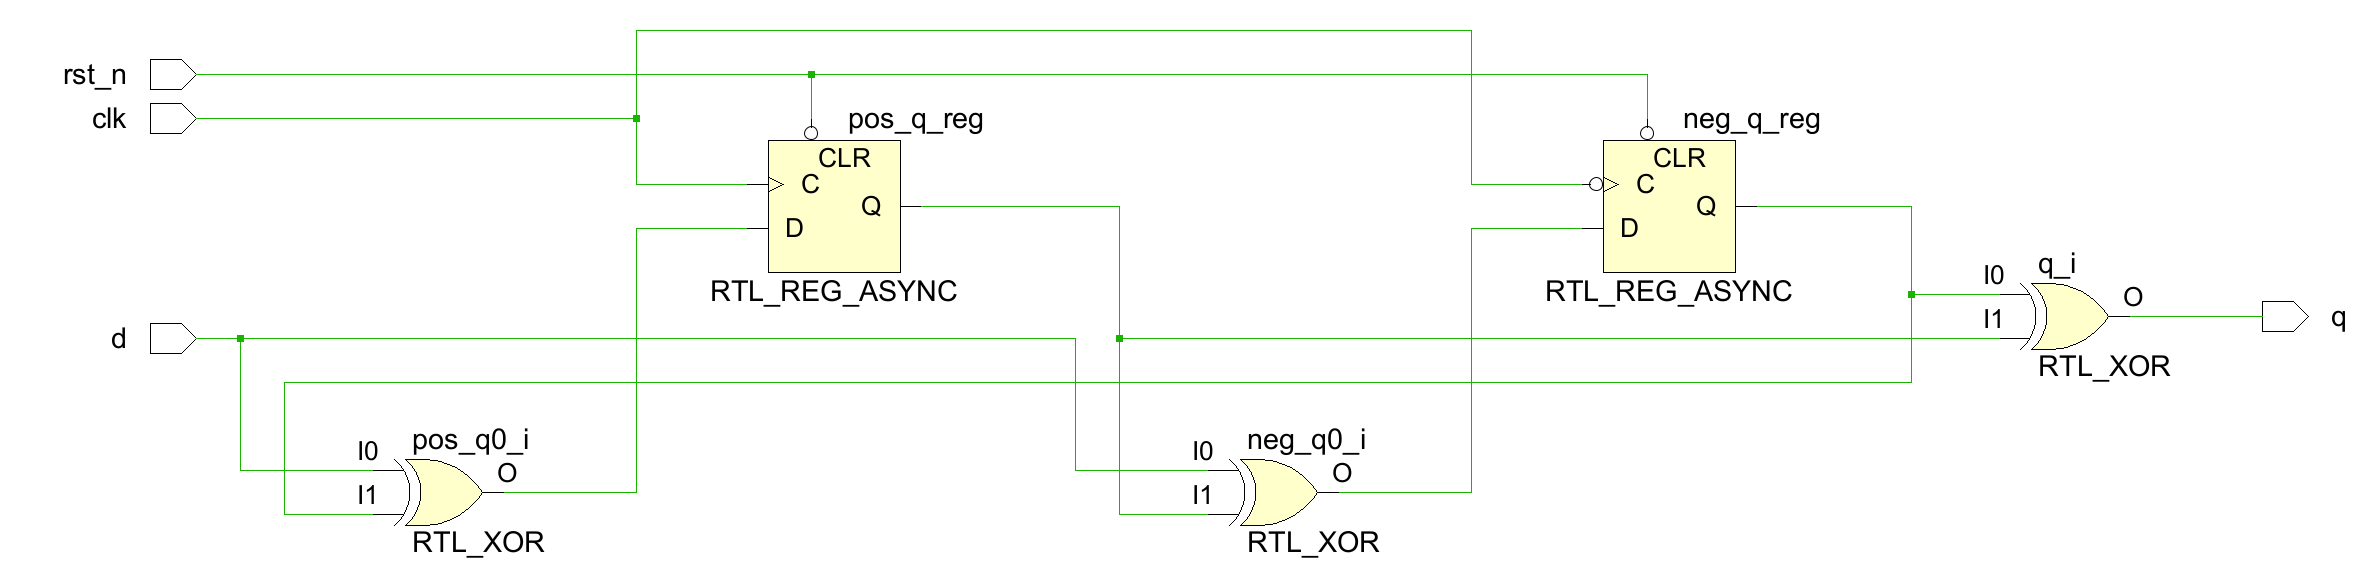 rst_n
clk
pos_q_reg
neg_q_reg
CLR
C
Q
D
RTL_REG_ASYNC
CLR
C
Q
D
RTL_REG_ASYNC
q_i
I0
I1
O
RTL_XOR
q
d
pos_q0_i
I0
I1
O
RTL_XOR
neg_q0_i
I0
I1
O
RTL_XOR